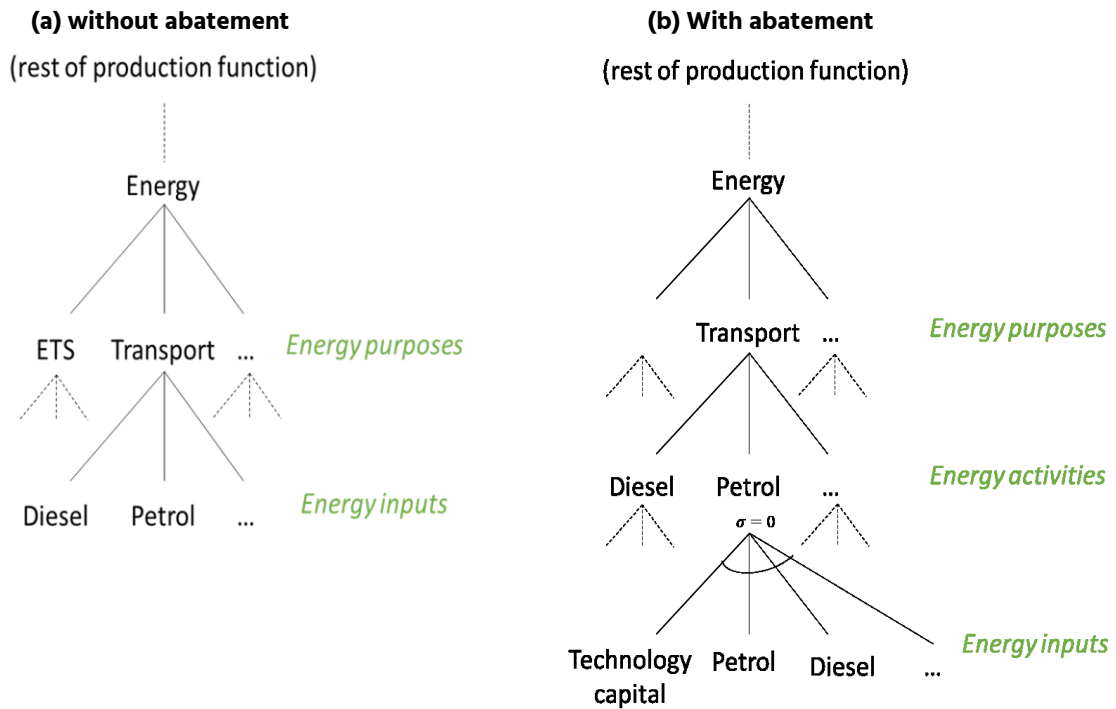 (a) without abatement
(rest of production function)
Energy
ETS Transport ... Energy purposes
Diesel Petrol ... Energy inputs
(b) With abatement
(rest of production function)
Energy
Transport ... Energy purposes
Diesel Petrol ... Energy activities
σ = 0
Technology Petrol Diesel ... Energy inputs
capital